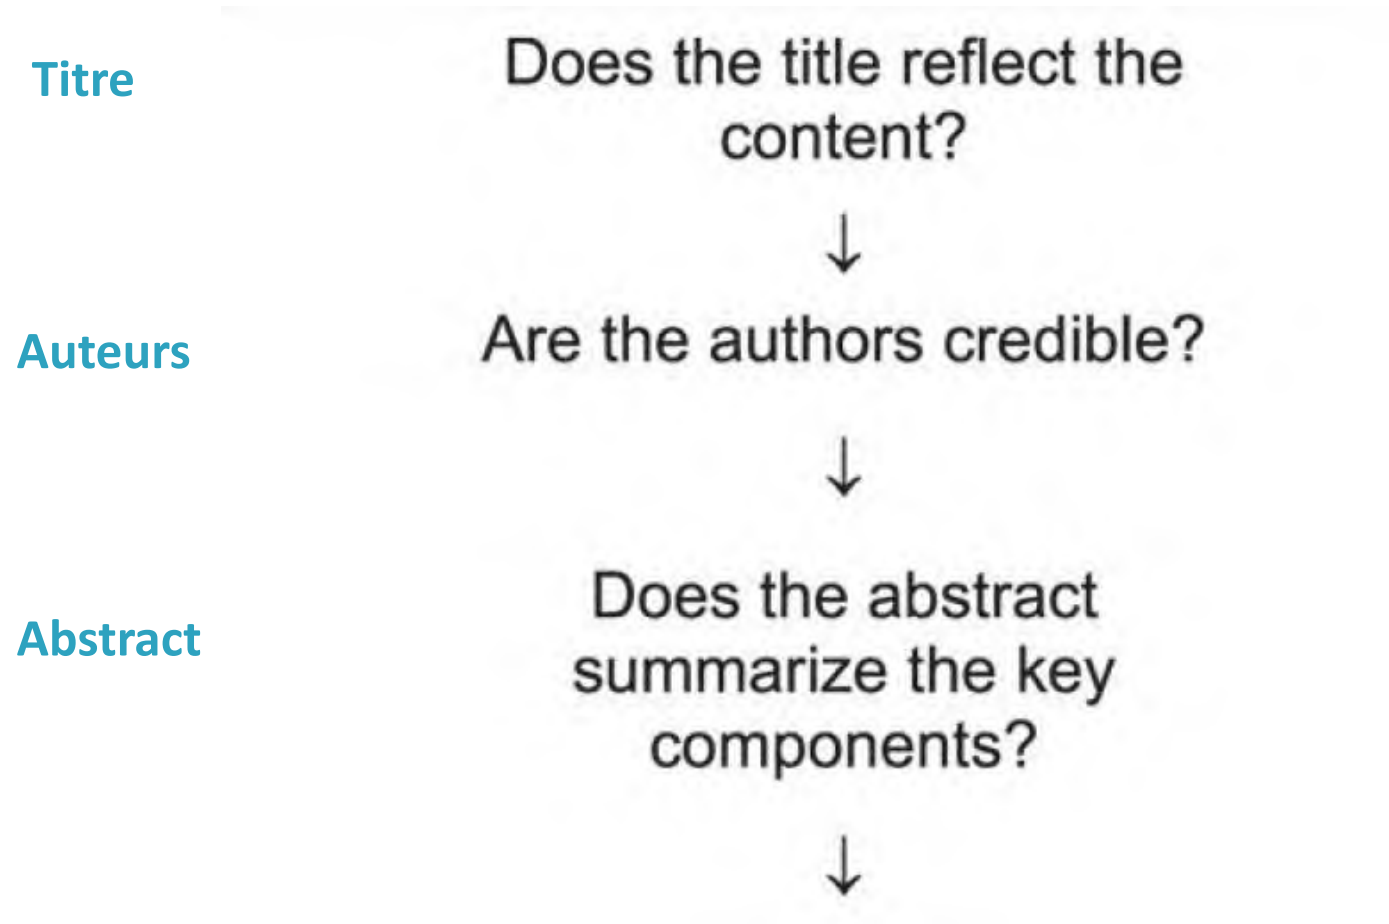 Titre
Does the title reflect the
content?
↓
Auteurs
Are the authors credible?
↓
Abstract
Does the abstract
summarize the key
components?
↓